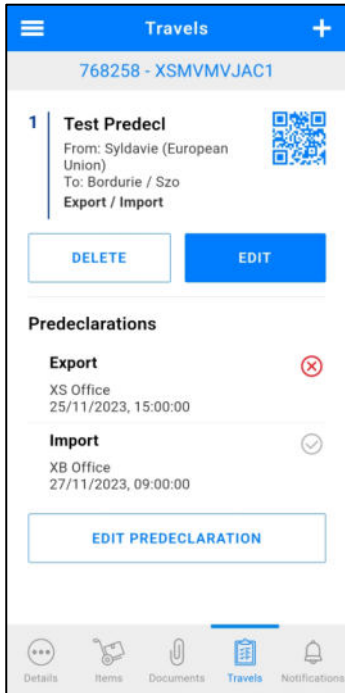 Travels
768258 - XSMVMVJAC1
1
Test Predecl
From: Syldavie (European
Union)
To: Bordurie / Szo
Export / Import
DELETE
EDIT
Predeclarations
Export
XS Office
25/11/2023, 15:00:00
Import
XB Office
27/11/2023, 09:00:00
EDIT PREDECLARATION
Details
Items
Documents
Travels
Notifications